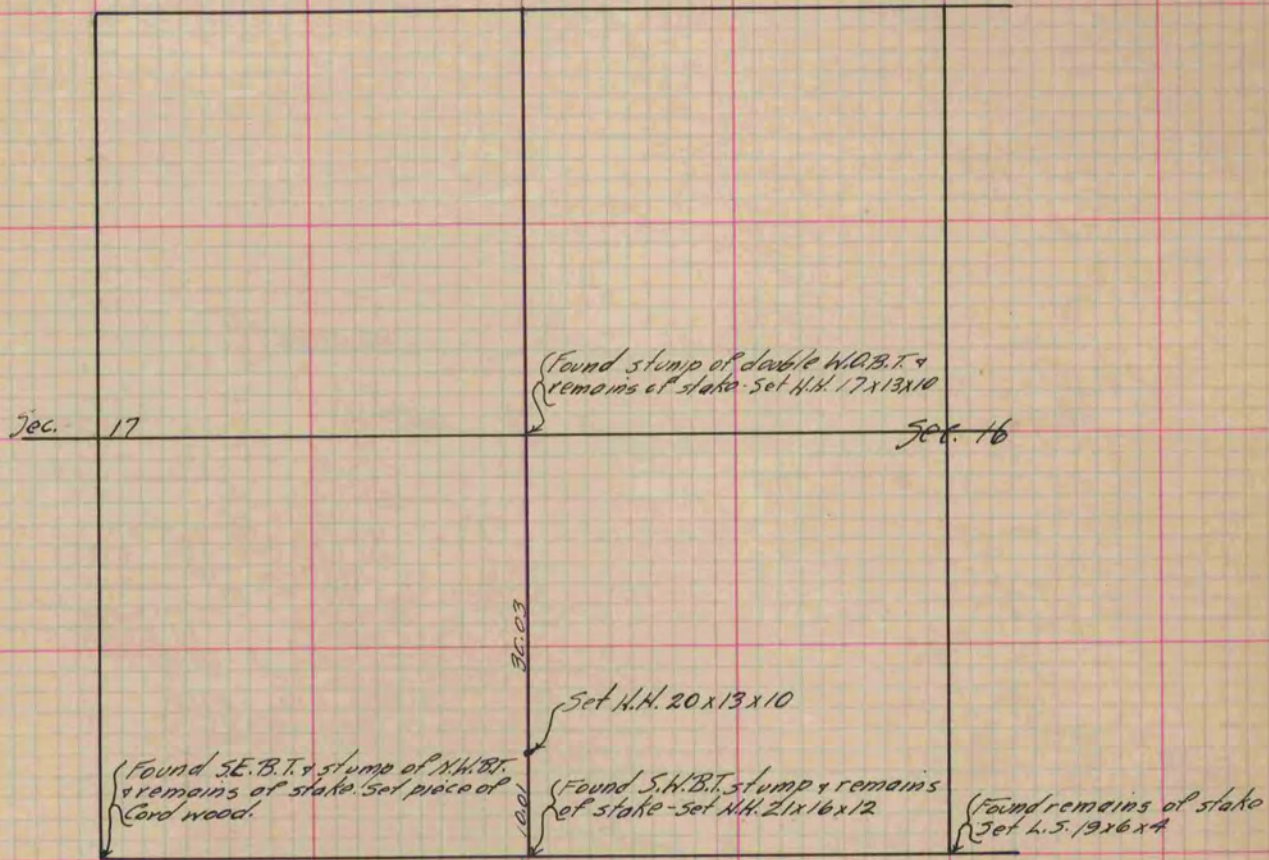 Found stump of double W.O.B.T. &
remains of stake - Set N.H. 17x13x10
Sec. 17
Sec. 16
Set N.H. 20x13x10
Found S.E.B.T. & stump of N.W.B.T.
& remains of stake. Set piece of
Cord wood.
10.01
Found S.W.B.T. stump & remains
of stake - Set N.H. 21x16x12
Found remains of stake
Set L.S. 19x6x4